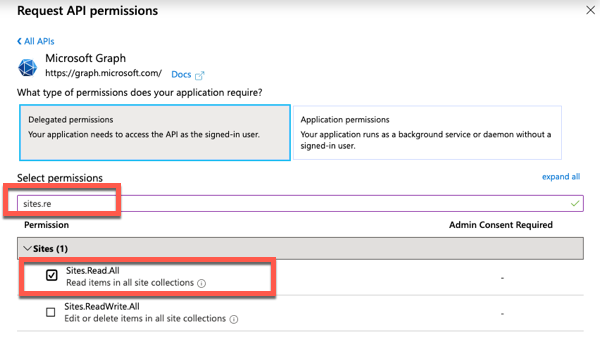 Request API permissions
All APIs
Microsoft Graph
https://graph.microsoft.com/ Docs
What type of permissions does your application require?
Delegated permissions
Your application needs to access the API as the signed-in user.
Application permissions
Your application runs as a background service or daemon without a
signed-in user.
Select permissions
expand all
sites.re
Permission
Admin Consent Required
Sites (1)
Sites.Read.All
Read items in all site collections
-
Sites.ReadWrite.All
Edit or delete items in all site collections
-